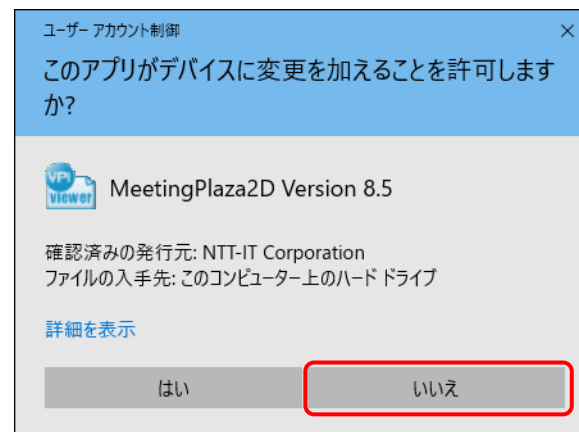 ユーザー アカウント制御
このアプリがデバイスに変更を加えることを許可します
か?
VPI
viewer
MeetingPlaza2D Version 8.5
確認済みの発行元: NTT-IT Corporation
ファイルの入手先: このコンピューター上のハード ドライブ
詳細を表示
はい
いいえ